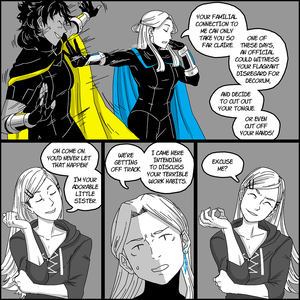 YOUR FAMILIAL
CONNECTION TO
ME CAN ONLY
TAKE YOU SO
FAR CLAIRE.
ONE OF
THESE DAYS,
AN OFFICIAL
COULD WITNESS
YOUR FLAGRANT
DISREGARD FOR
DECORUM,
AND DECIDE
TO CUT OUT
YOUR TONGUE.
OR EVEN
CUT OFF
YOUR HANDS!
OH COME ON.
YOU'D NEVER LET
THAT HAPPEN!
I'M YOUR
ADORABLE
LITTLE
SISTER.
WE'RE
GETTING
OFF TRACK.
I CAME HERE
INTENDING
TO DISCUSS
YOUR TERRIBLE
WORK HABITS.
EXCUSE
ME?